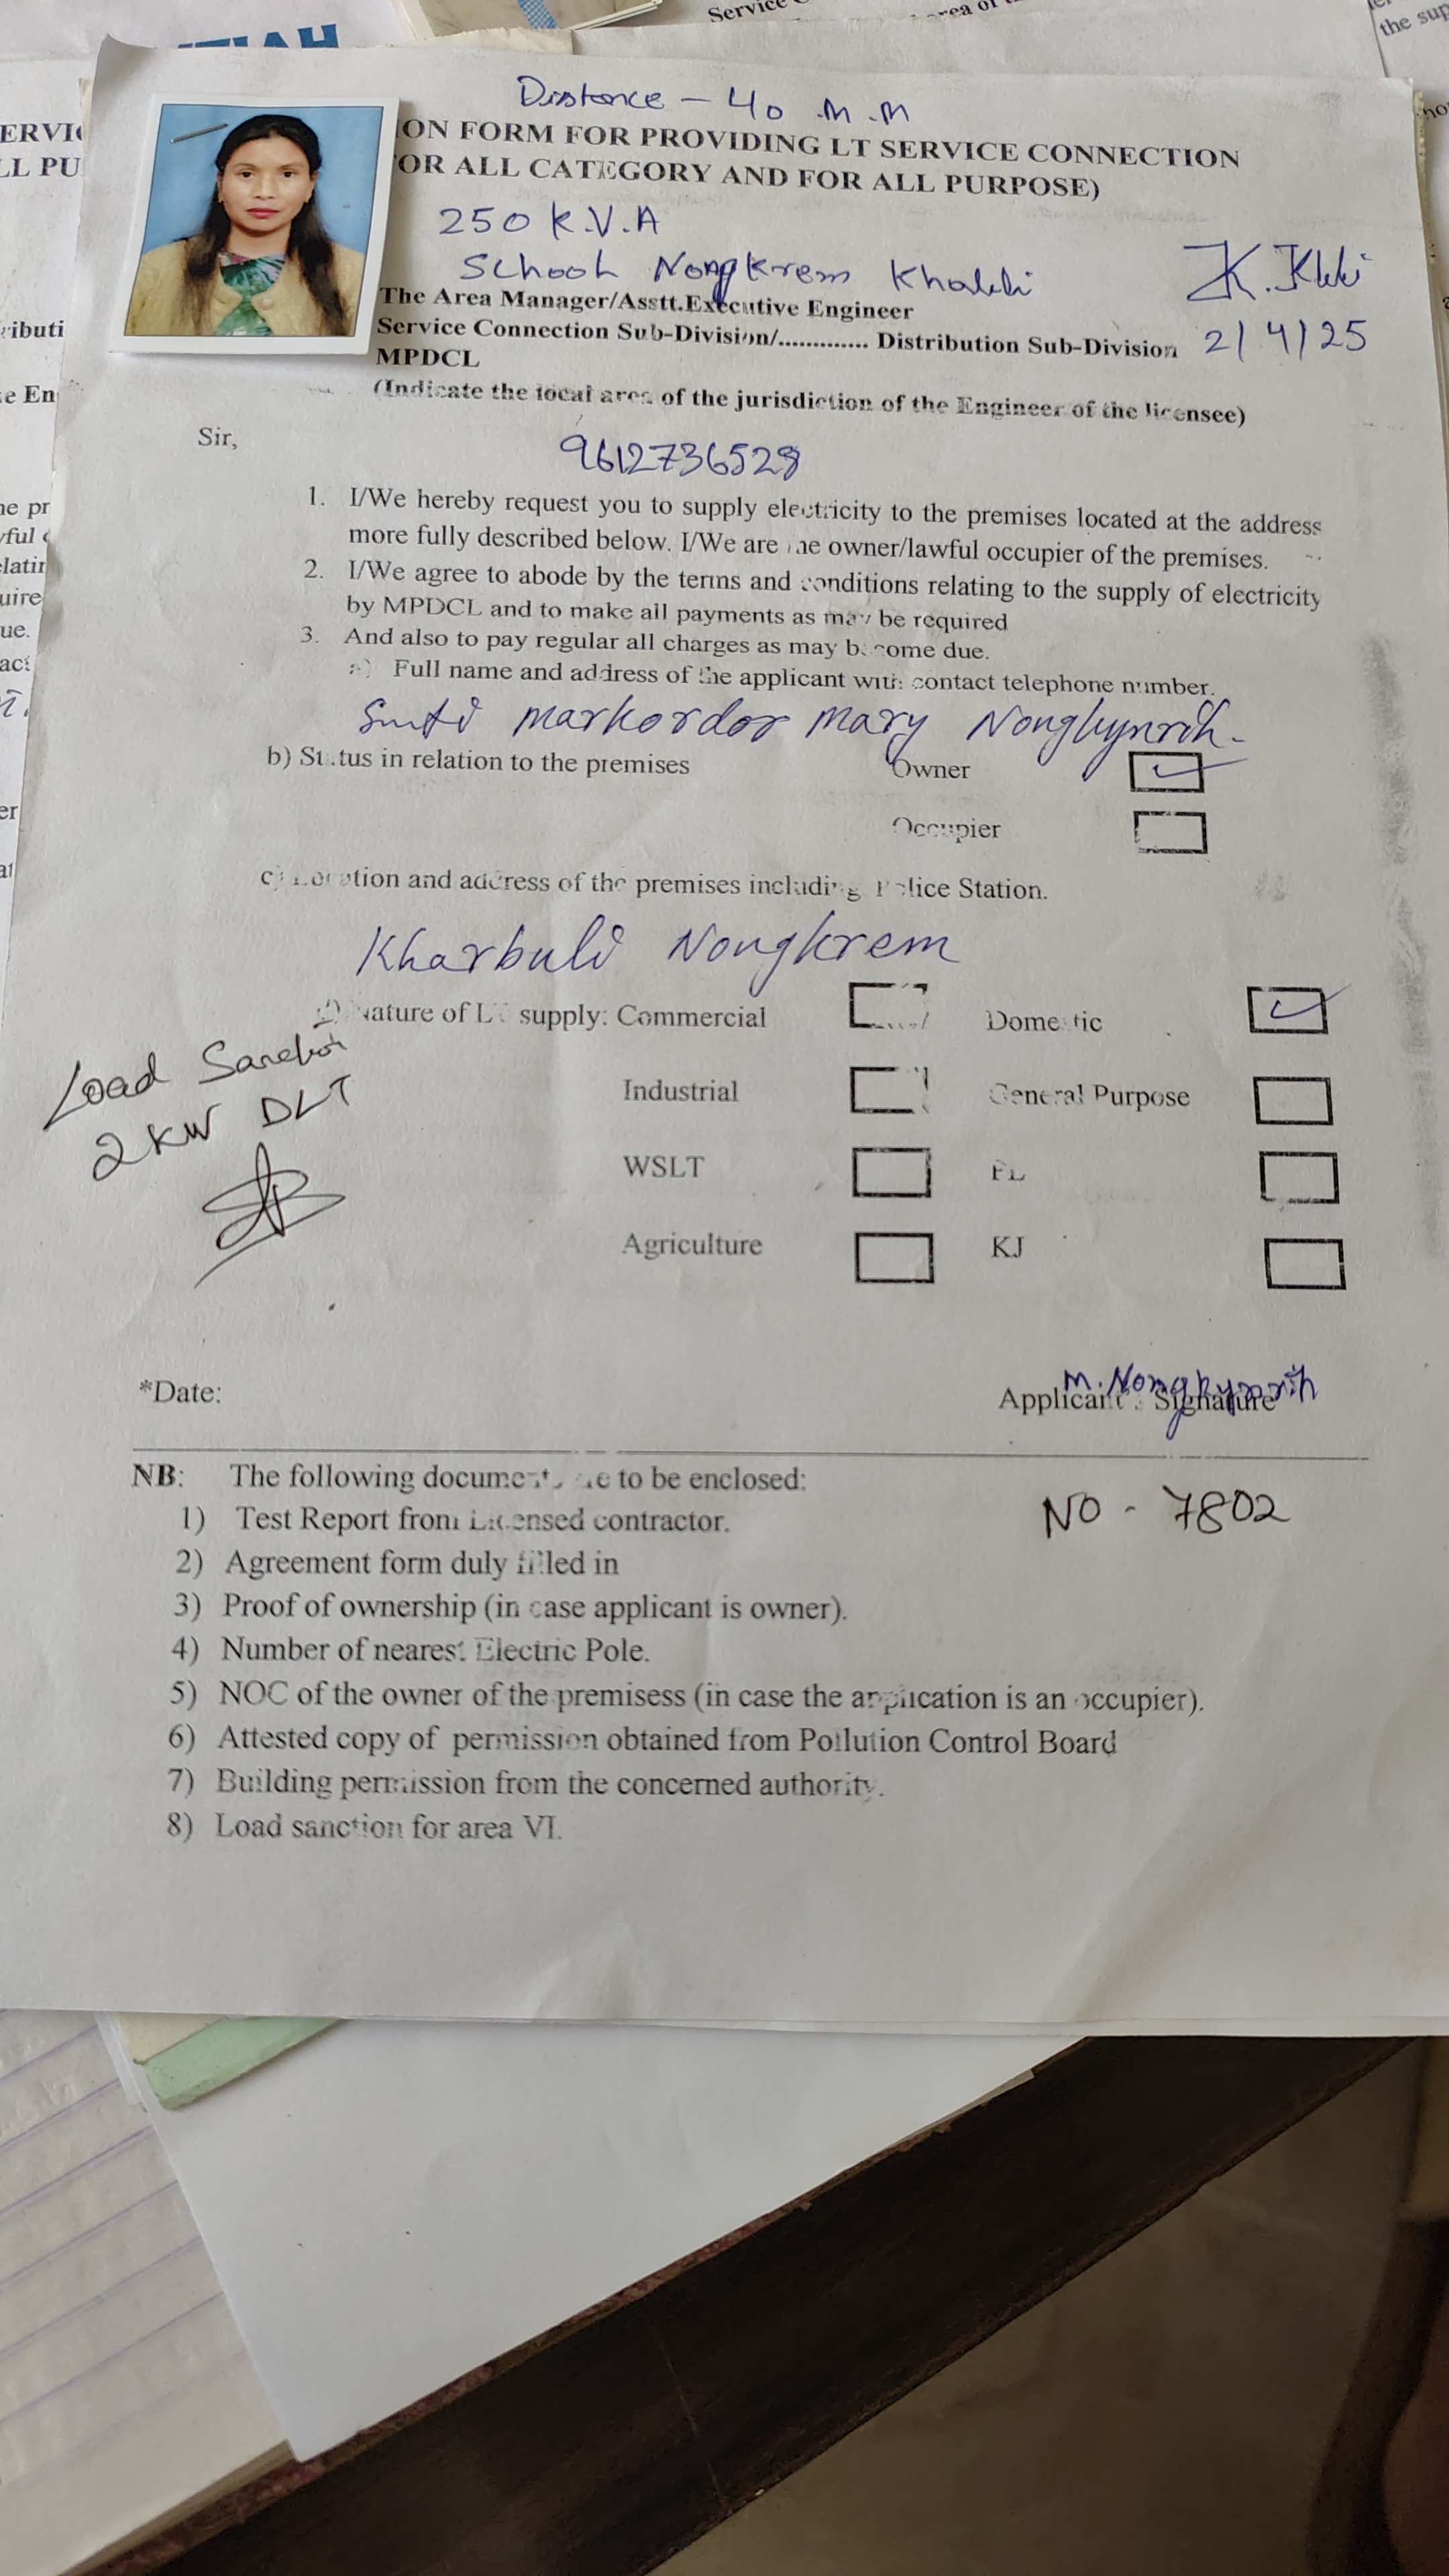 Distance - 40 .m.m
ON FORM FOR PROVIDING LT SERVICE CONNECTION
OR ALL CATEGORY AND FOR ALL PURPOSE)
250 K.V.A
School Nongkrem
2/4/25
The Area Manager/Asstt.Executive Engineer
Service Connection Sub-Division/............. Distribution Sub-Division
MPDCL
(Indicate the local area of the jurisdiction of the Engineer of the licensee)
Sir,
9612736528
1. I/We hereby request you to supply electricity to the premises located at the address
more fully described below. I/We are the owner/lawful occupier of the premises.
2. I/We agree to abode by the terms and conditions relating to the supply of electricity
by MPDCL and to make all payments as may be required
3. And also to pay regular all charges as may become due.
a) Full name and address of the applicant with contact telephone number.
Smti Markordor Mary Nongkynrih.
b) Status in relation to the premises Owner
Occupier
c) Location and address of the premises including Police Station.
Kharbuli Nongkrem
d) Nature of LT supply: Commercial Domestic
Load
2KW DLT
Industrial General Purpose
WSLT
Agriculture KJ
*Date:
M. Nongkynrih
Applicant Signature
NB: The following document are to be enclosed:
NO - 7802
1) Test Report from Licensed contractor.
2) Agreement form duly filled in
3) Proof of ownership (in case applicant is owner).
4) Number of nearest Electric Pole.
5) NOC of the owner of the premisess (in case the application is an occupier).
6) Attested copy of permission obtained from Pollution Control Board
7) Building permission from the concerned authority.
8) Load sanction for area VI.